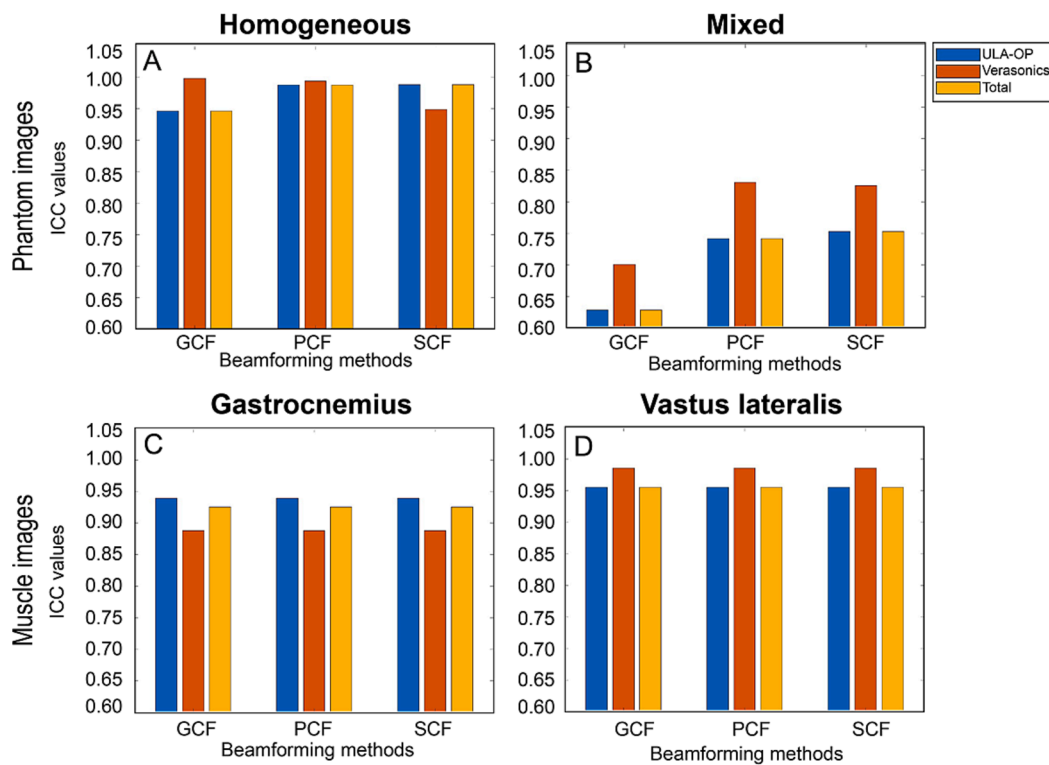 Homogeneous
Mixed
Phantom images
ICC values
A
1.05
1.00
0.95
0.90
0.85
0.80
0.75
0.70
0.65
0.60
GCF PCF SCF
Beamforming methods
B
1.05
1.00
0.95
0.90
0.85
0.80
0.75
0.70
0.65
0.60
GCF PCF SCF
Beamforming methods
ULA-OP
Verasonics
Total
Gastrocnemius
Vastus lateralis
Muscle images
ICC values
C
1.05
1.00
0.95
0.90
0.85
0.80
0.75
0.70
0.65
0.60
GCF PCF SCF
Beamforming methods
D
1.05
1.00
0.95
0.90
0.85
0.80
0.75
0.70
0.65
0.60
GCF PCF SCF
Beamforming methods